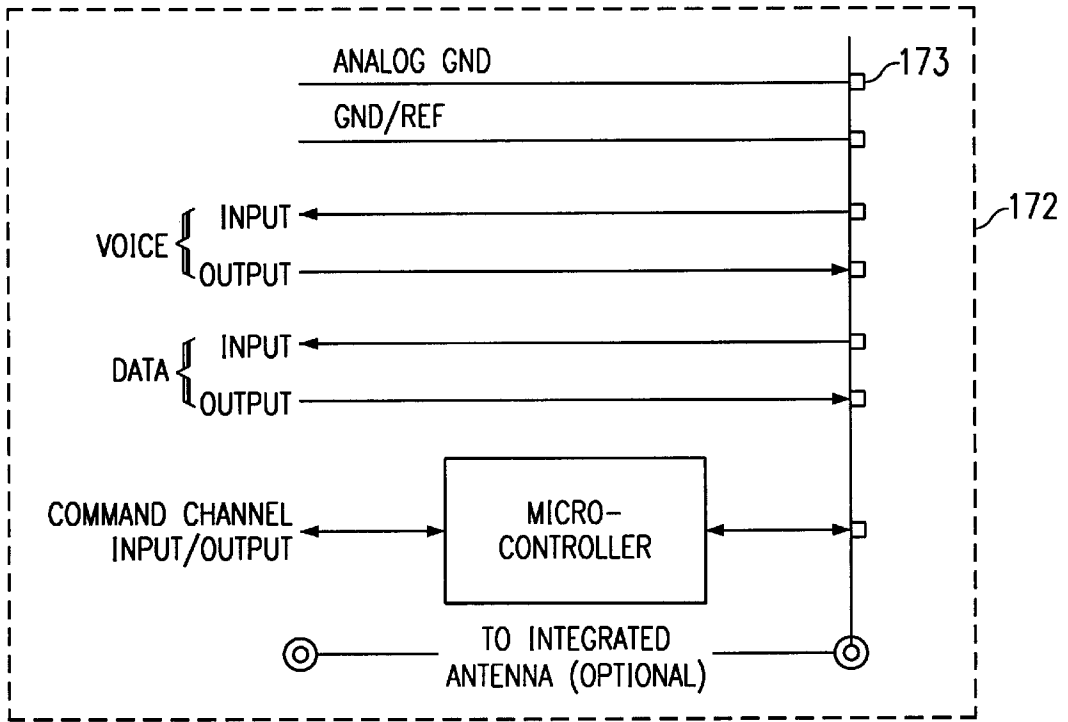 ANALOG GND
173
GND/REF
172
INPUT
VOICE
OUTPUT
INPUT
DATA
OUTPUT
COMMAND CHANNEL
INPUT/OUTPUT
MICRO-
CONTROLLER
TO INTEGRATED
ANTENNA (OPTIONAL)